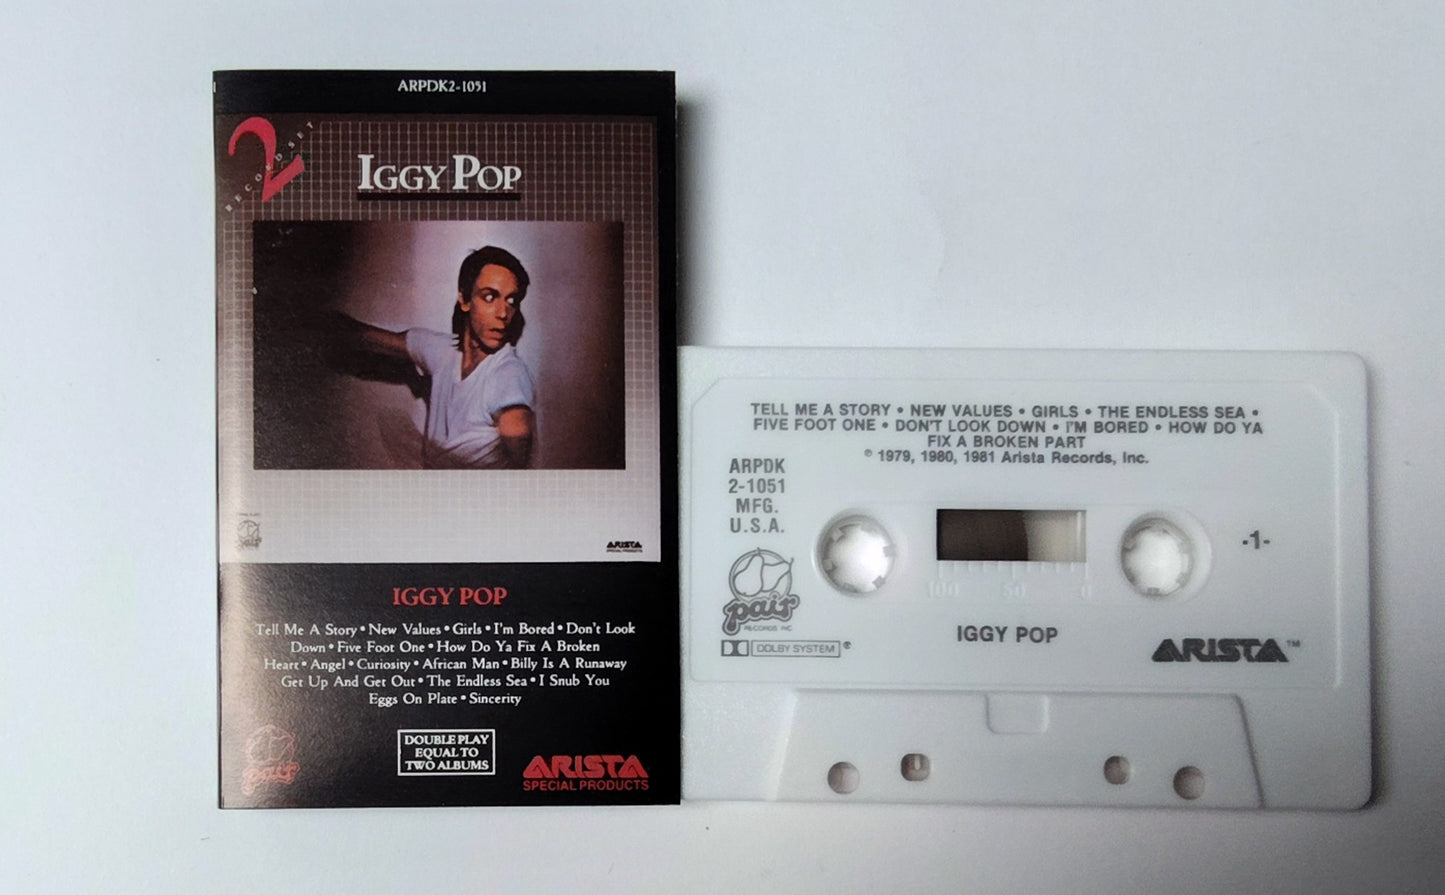 ARPDK2-1051
2
RECORD SET
IGGY POP
ARISTA
SPECIAL PRODUCTS
IGGY POP
Tell Me A Story • New Values • Girls • I'm Bored • Don't Look
Down • Five Foot One • How Do Ya Fix A Broken
Heart • Angel • Curiosity • African Man • Billy Is A Runaway
Get Up And Get Out • The Endless Sea • I Snub You
Eggs On Plate • Sincerity
pair
DOUBLE PLAY
EQUAL TO
TWO ALBUMS
ARISTA
SPECIAL PRODUCTS
TELL ME A STORY • NEW VALUES • GIRLS • THE ENDLESS SEA •
FIVE FOOT ONE • DON'T LOOK DOWN • I'M BORED • HOW DO YA
FIX A BROKEN PART
℗ 1979, 1980, 1981 Arista Records, Inc.
ARPDK
2-1051
MFG.
U.S.A.
-1-
100 50 0
pair
RECORDS INC
DOLBY SYSTEM ®
IGGY POP
ARISTA™